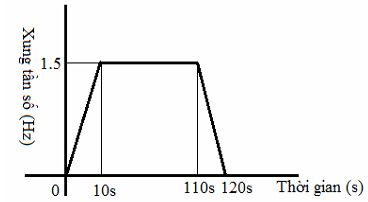 Xung tần số (Hz)
1.5
0
10s
110s 120s
Thời gian (s)